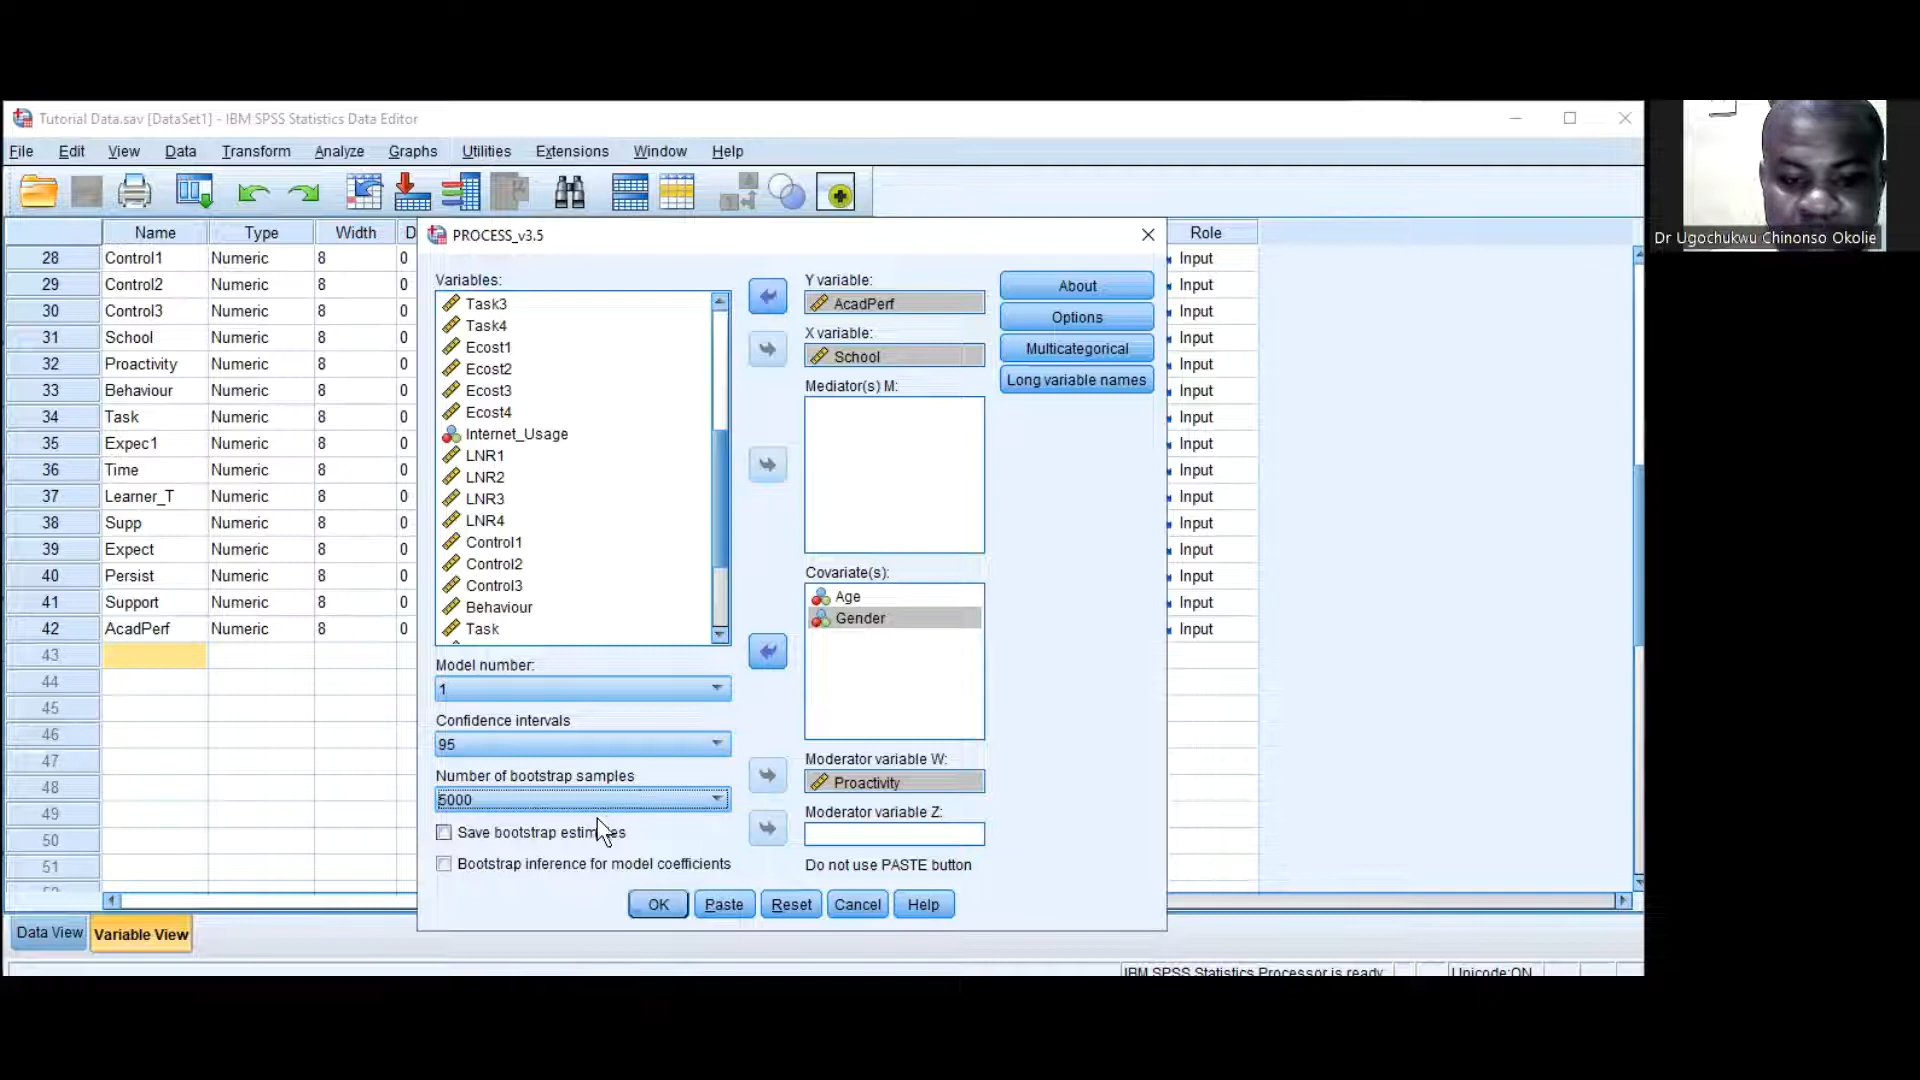 Tutorial Data.sav [DataSet1] - IBM SPSS Statistics Data Editor
File Edit View Data Transform Analyze Graphs Utilities Extensions Window Help
Name Type Width D Role
28 Control1 Numeric 8 0 Input
29 Control2 Numeric 8 0 Input
30 Control3 Numeric 8 0 Input
31 School Numeric 8 0 Input
32 Proactivity Numeric 8 0 Input
33 Behaviour Numeric 8 0 Input
34 Task Numeric 8 0 Input
35 Expec1 Numeric 8 0 Input
36 Time Numeric 8 0 Input
37 Learner_T Numeric 8 0 Input
38 Supp Numeric 8 0 Input
39 Expect Numeric 8 0 Input
40 Persist Numeric 8 0 Input
41 Support Numeric 8 0 Input
42 AcadPerf Numeric 8 0 Input
43
44
45
46
47
48
49
50
51
PROCESS_v3.5
Variables:
Task3
Task4
Ecost1
Ecost2
Ecost3
Ecost4
Internet_Usage
LNR1
LNR2
LNR3
LNR4
Control1
Control2
Control3
Behaviour
Task
Model number:
1
Confidence intervals
95
Number of bootstrap samples
5000
Save bootstrap estimates
Bootstrap inference for model coefficients
Y variable:
AcadPerf
X variable:
School
Mediator(s) M:
Covariate(s):
Age
Gender
Moderator variable W:
Proactivity
Moderator variable Z:
Do not use PASTE button
About
Options
Multicategorical
Long variable names
OK Paste Reset Cancel Help
Data View Variable View
IBM SPSS Statistics Processor is ready Unicode:ON
Dr Ugochukwu Chinonso Okolie